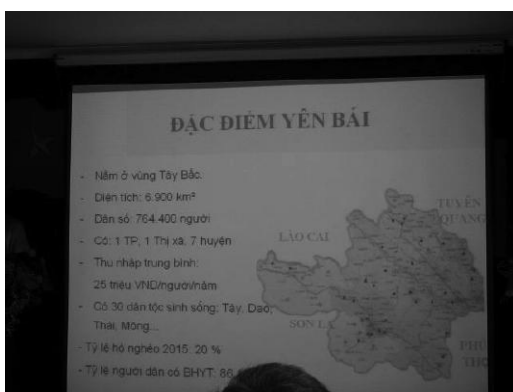 ĐẶC ĐIỂM YÊN BÁI
- Nằm ở vùng Tây Bắc.
- Diện tích: 6.900 km²
- Dân số: 764.400 người
- Có: 1 TP, 1 Thị xã, 7 huyện
- Thu nhập trung bình:
25 triệu VND/người/năm
- Có 30 dân tộc sinh sống: Tày, Dao,
Thái, Mông...
- Tỷ lệ hộ nghèo 2015: 20 %
- Tỷ lệ người dân có BHYT: 86
TUYÊN
QUANG
LÀO CAI
SƠN LA
PHÚ
THỌ